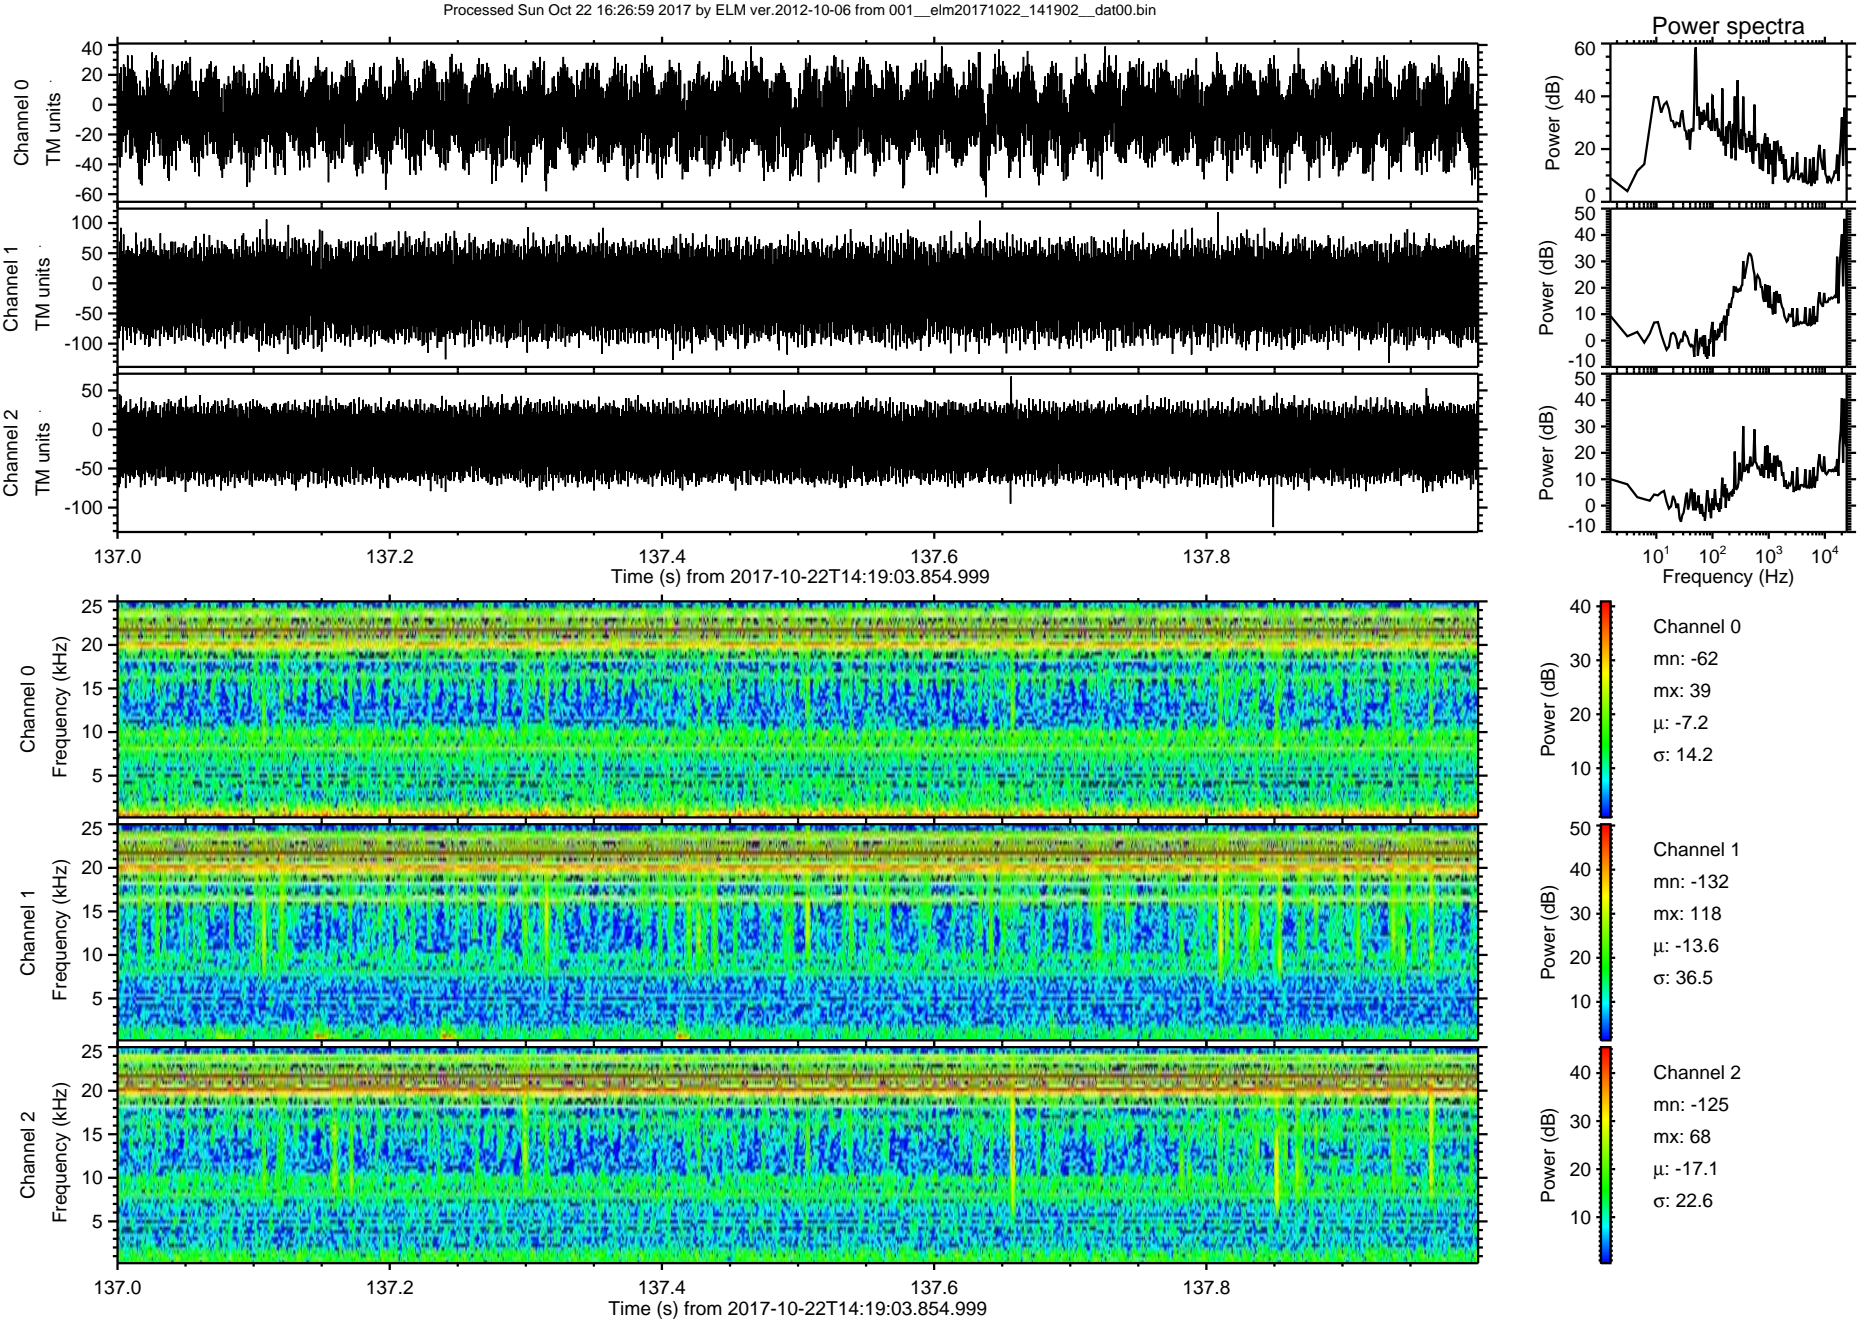 Processed Sun Oct 22 16:26:59 2017 by ELM ver.2012-10-06 from 001__elm20171022_141902__dat00.bin
Power spectra
Channel 0
TM units
40
20
0
-20
-40
-60
Power (dB)
60
40
20
0
Channel 1
TM units
100
50
0
-50
-100
Power (dB)
50
40
30
20
10
0
-10
Channel 2
TM units
50
0
-50
-100
Power (dB)
50
40
30
20
10
0
-10
137.0 137.2 137.4 137.6 137.8
Time (s) from 2017-10-22T14:19:03.854.999
10^1 10^2 10^3 10^4
Frequency (Hz)
Channel 0
Frequency (kHz)
25
20
15
10
5
Power (dB)
40
30
20
10
Channel 0
mn: -62
mx: 39
μ: -7.2
σ: 14.2
Channel 1
Frequency (kHz)
25
20
15
10
5
Power (dB)
50
40
30
20
10
Channel 1
mn: -132
mx: 118
μ: -13.6
σ: 36.5
Channel 2
Frequency (kHz)
25
20
15
10
5
Power (dB)
40
30
20
10
Channel 2
mn: -125
mx: 68
μ: -17.1
σ: 22.6
137.0 137.2 137.4 137.6 137.8
Time (s) from 2017-10-22T14:19:03.854.999